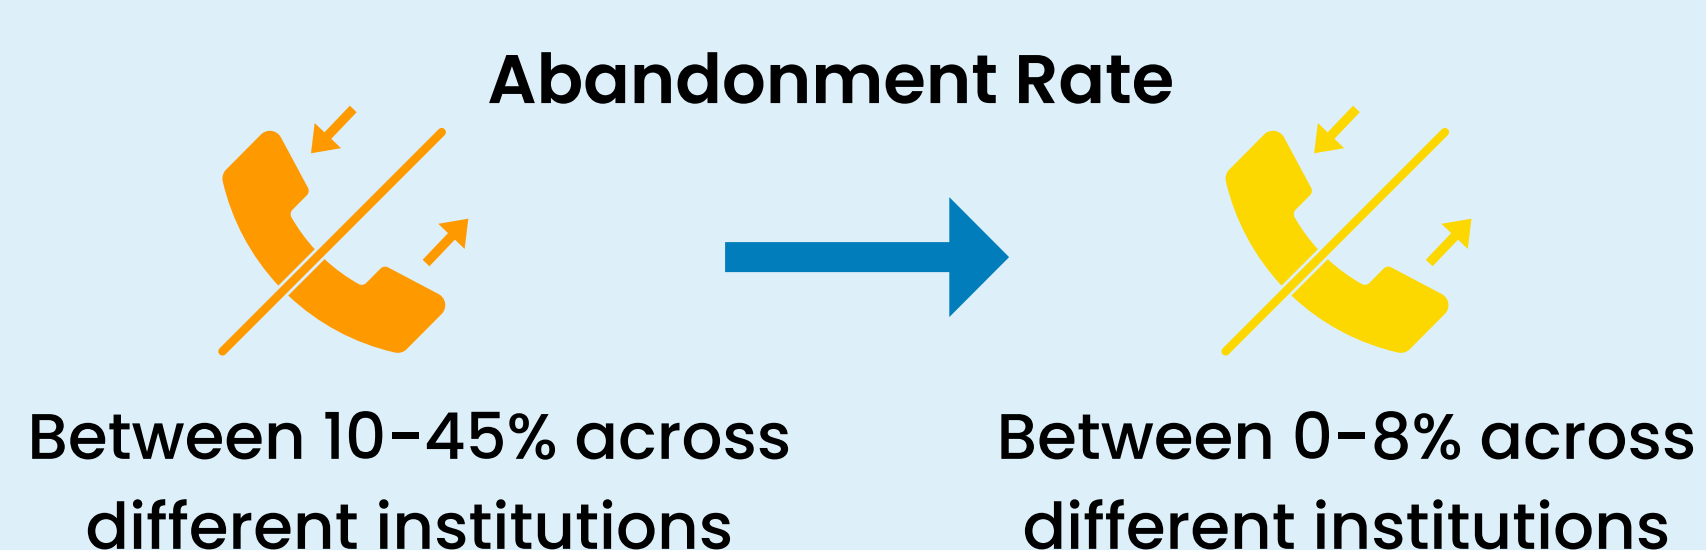 Abandonment Rate
Between 10-45% across
different institutions
Between 0-8% across
different institutions